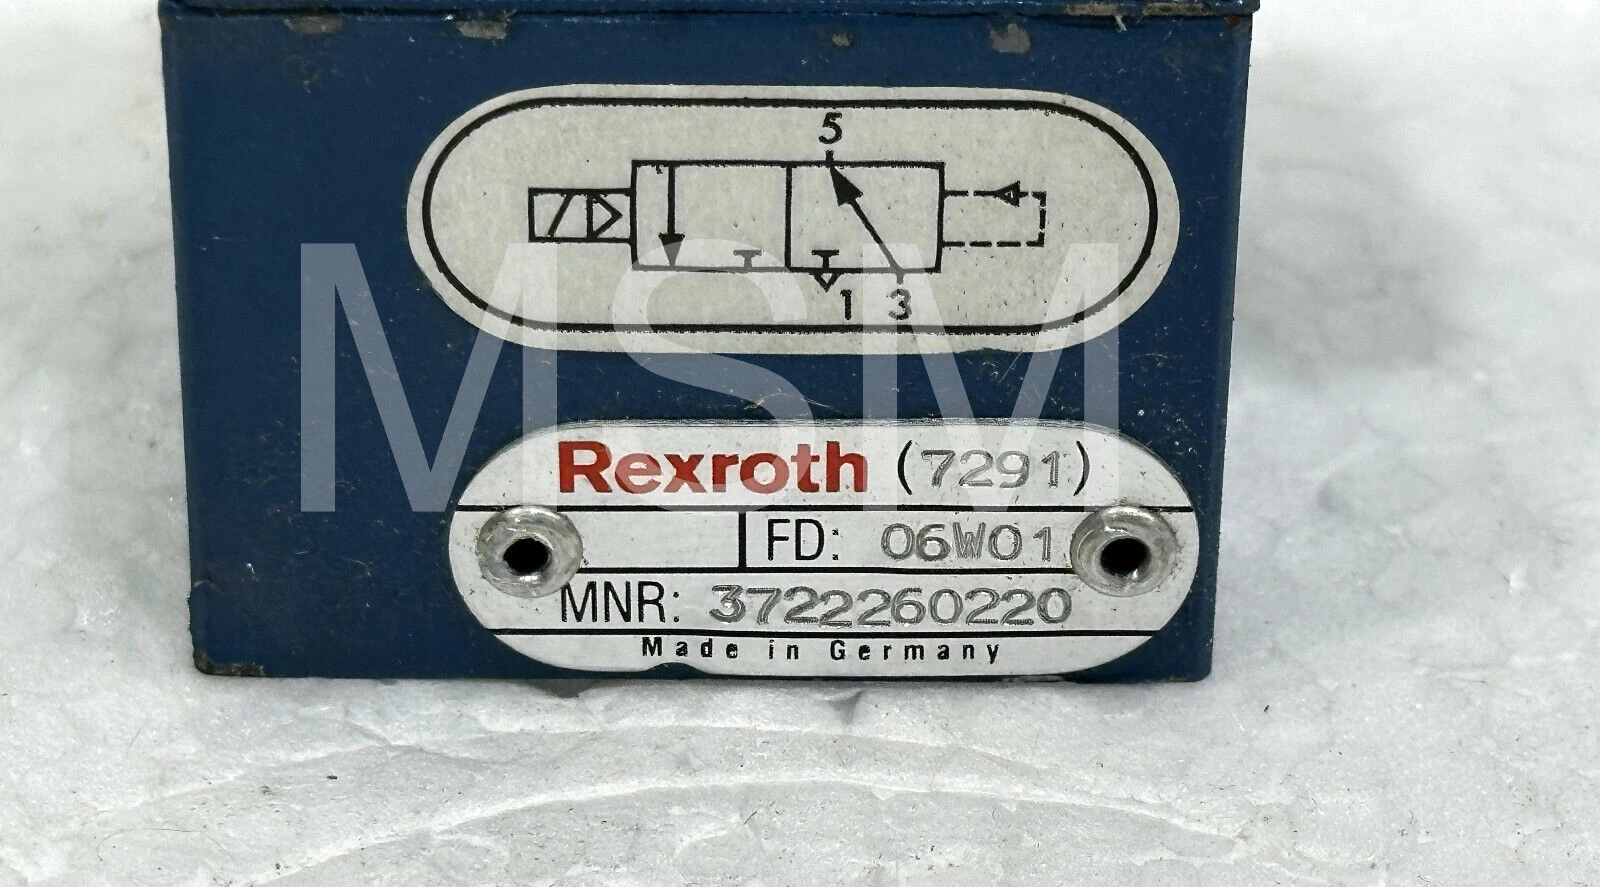 5
1 3
MSM
Rexroth (7291)
FD: 06W01
MNR: 3722260220
Made in Germany